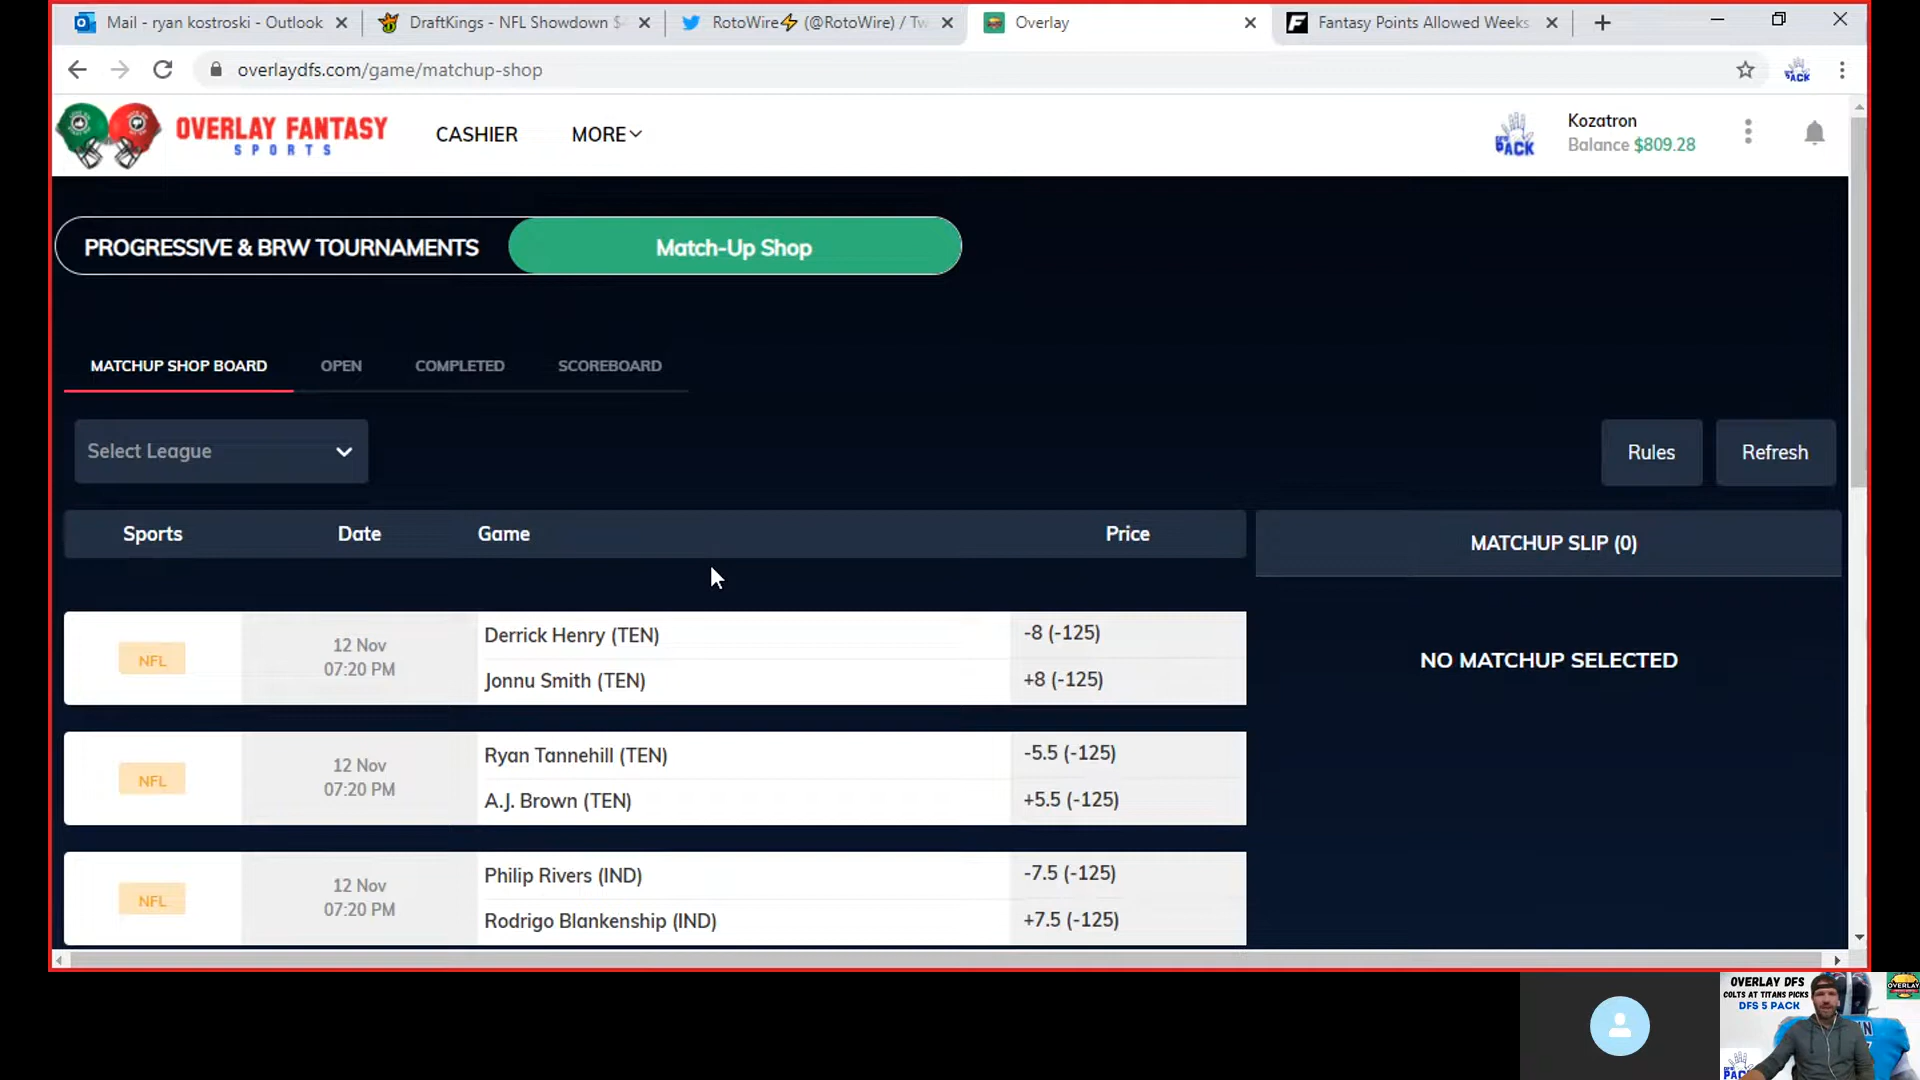 Mail - ryan kostroski - Outlook
DraftKings - NFL Showdown $
RotoWire⚡ (@RotoWire) / Tw
Overlay
Fantasy Points Allowed Weeks
overlaydfs.com/game/matchup-shop
PACK
OVERLAY FANTASY
SPORTS
CASHIER
MORE
PACK
Kozatron
Balance $809.28
PROGRESSIVE & BRW TOURNAMENTS
Match-Up Shop
MATCHUP SHOP BOARD
OPEN
COMPLETED
SCOREBOARD
Select League
Rules
Refresh
Sports
Date
Game
Price
MATCHUP SLIP (0)
NO MATCHUP SELECTED
NFL
12 Nov
07:20 PM
Derrick Henry (TEN)
-8 (-125)
Jonnu Smith (TEN)
+8 (-125)
NFL
12 Nov
07:20 PM
Ryan Tannehill (TEN)
-5.5 (-125)
A.J. Brown (TEN)
+5.5 (-125)
NFL
12 Nov
07:20 PM
Philip Rivers (IND)
-7.5 (-125)
Rodrigo Blankenship (IND)
+7.5 (-125)
OVERLAY DFS
COLTS AT TITANS PICKS
DFS 5 PACK
OVERLAY
PACK